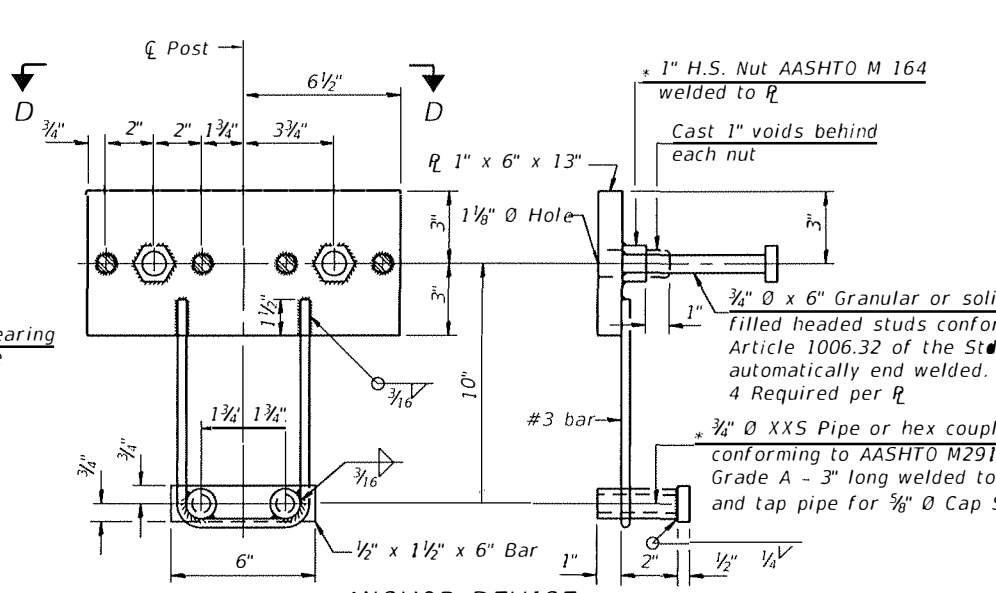 ℄ Post
6½"
D
D
¾"
2"
2"
1¾"
3¾"
* 1" H.S. Nut AASHTO M 164
welded to ⅊
Cast 1" voids behind
each nut
⅊ 1" x 6" x 13"
1⅛" Ø Hole
3"
3"
3"
1½"
10"
1"
¾" Ø x 6" Granular or soli
filled headed studs confor
Article 1006.32 of the Std
automatically end welded.
4 Required per ⅊
earing
3/16
#3 bar
1¾"
1¾"
¾"
¾"
3/16
* ¾" Ø XXS Pipe or hex coupl
conforming to AASHTO M291
Grade A - 3" long welded to
and tap pipe for ⅝" Ø Cap S
½" x 1½" x 6" Bar
6"
1"
2"
½"
¼
ANCHOR DEVICE